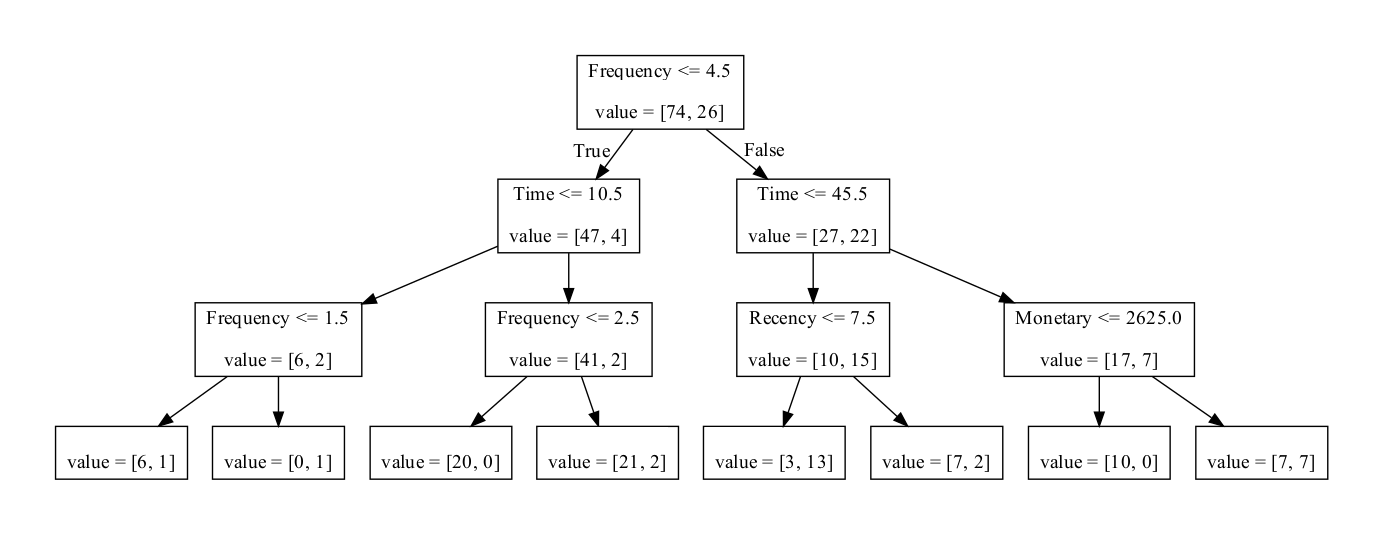 Frequency <= 4.5
value = [74, 26]
True
False
Time <= 10.5
value = [47, 4]
Time <= 45.5
value = [27, 22]
Frequency <= 1.5
value = [6, 2]
Frequency <= 2.5
value = [41, 2]
Recency <= 7.5
value = [10, 15]
Monetary <= 2625.0
value = [17, 7]
value = [6, 1]
value = [0, 1]
value = [20, 0]
value = [21, 2]
value = [3, 13]
value = [7, 2]
value = [10, 0]
value = [7, 7]